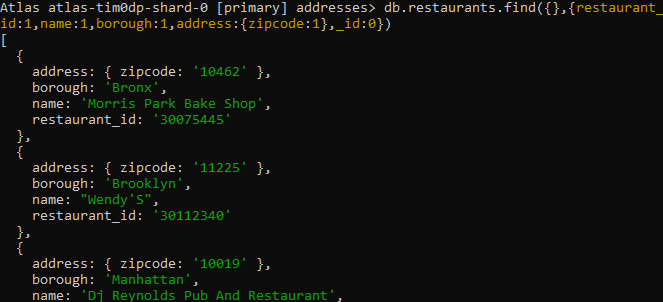 Atlas atlas-tim0dp-shard-0 [primary] addresses> db.restaurants.find({},{restaurant_
id:1,name:1,borough:1,address:{zipcode:1},_id:0})
[
  {
    address: { zipcode: '10462' },
    borough: 'Bronx',
    name: 'Morris Park Bake Shop',
    restaurant_id: '30075445'
  },
  {
    address: { zipcode: '11225' },
    borough: 'Brooklyn',
    name: "Wendy'S",
    restaurant_id: '30112340'
  },
  {
    address: { zipcode: '10019' },
    borough: 'Manhattan',
    name: 'Dj Reynolds Pub And Restaurant',